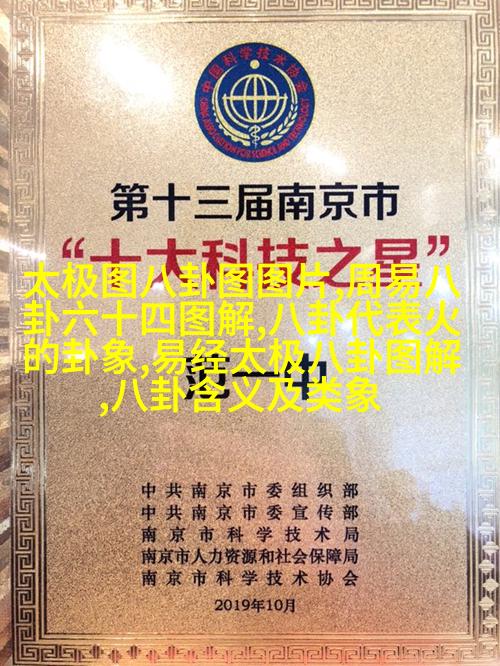 中国科学技术协会
CHINA ASSOCIATION FOR SCIENCE AND TECHNOLOGY
第十三届南京市
“十大科技之星”
太极图八卦图图片,周易八
卦六十四图解,八卦代表火
的卦象,易经太极八卦图解
,八卦含义及类象
中共南京市委组织部
中共南京市委宣传部
南京市科学技术局
南京市人力资源和社会保障局
南京市科学技术协会
2019年10月